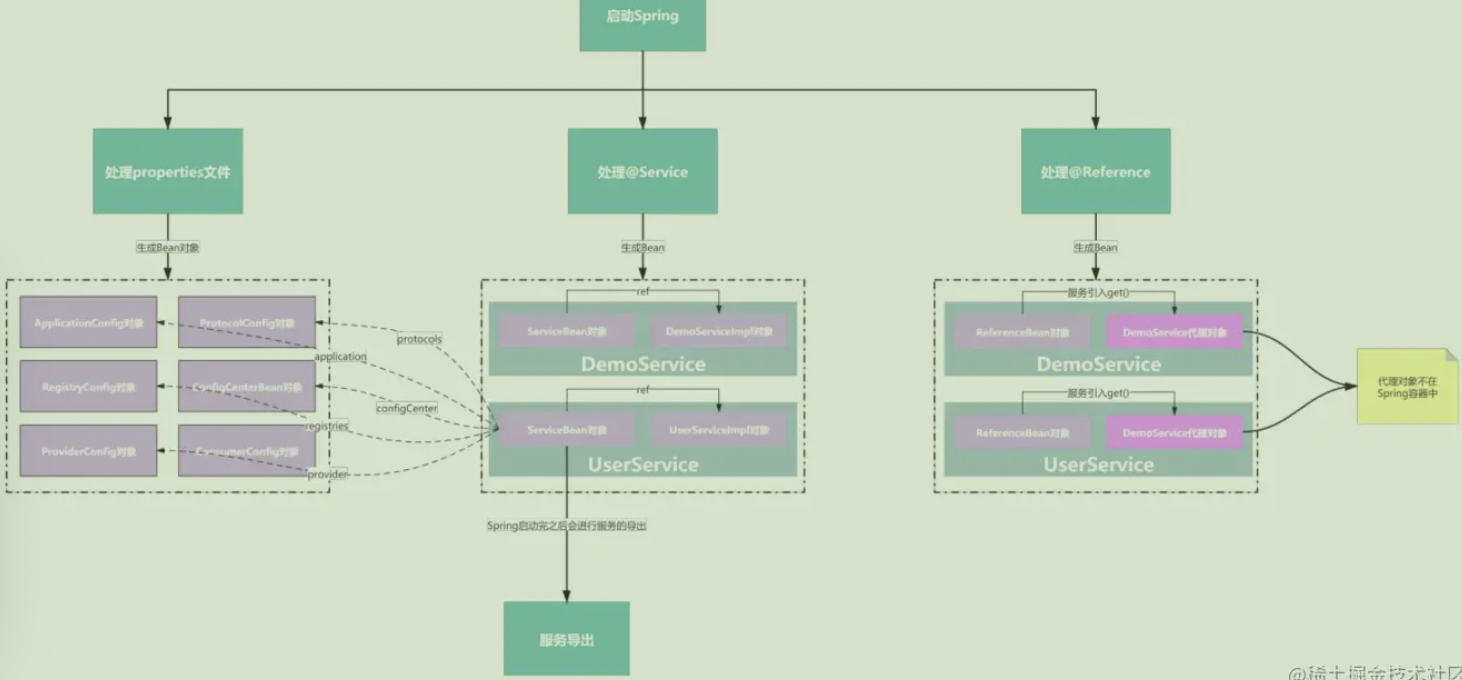 启动Spring
处理properties文件
处理@Service
处理@Reference
生成Bean对象
生成Bean
生成Bean
ApplicationConfig对象
ProtocolConfig对象
RegistryConfig对象
ConfigCenterBean对象
ProviderConfig对象
ConsumerConfig对象
protocols
application
configCenter
registries
provider
ref
ServiceBean对象
DemoServiceImpl对象
DemoService
ref
ServiceBean对象
UserServiceImpl对象
UserService
服务引入get()
ReferenceBean对象
DemoService代理对象
DemoService
服务引入get()
ReferenceBean对象
DemoService代理对象
UserService
代理对象不在
Spring容器中
Spring启动完之后会进行服务的导出
服务导出
@稀土掘金技术社区